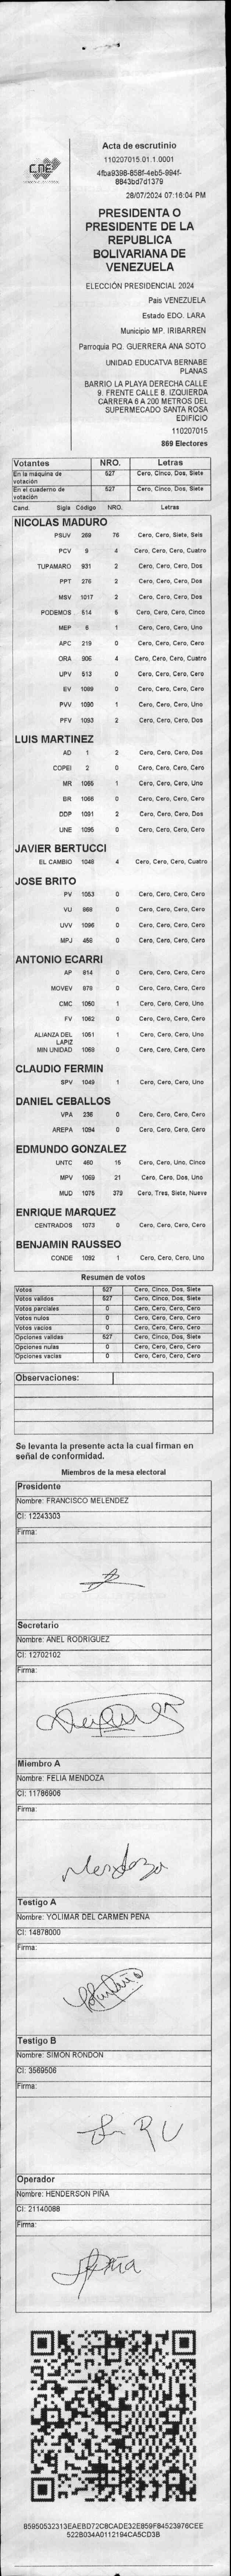 CNE
Acta de escrutinio
110207015.01.1.0001
4fba9398-858f-4eb5-994f-
8843bd7d1379
28/07/2024 07:16:04 PM
PRESIDENTA O
PRESIDENTE DE LA
REPUBLICA
BOLIVARIANA DE
VENEZUELA
ELECCIÓN PRESIDENCIAL 2024
Pais VENEZUELA
Estado EDO. LARA
Municipio MP. IRIBARREN
Parroquia PQ. GUERRERA ANA SOTO
UNIDAD EDUCATVA BERNABE
PLANAS
BARRIO LA PLAYA DERECHA CALLE
9. FRENTE CALLE 8. IZQUIERDA
CARRERA 6 A 200 METROS DEL
SUPERMECADO SANTA ROSA
EDIFICIO
110207015
869 Electores
Votantes NRO. Letras
En la máquina de votación 527 Cero, Cinco, Dos, Siete
En el cuaderno de votación 527 Cero, Cinco, Dos, Siete
Cand. Sigla Código NRO. Letras
NICOLAS MADURO
PSUV 269 76 Cero, Cero, Siete, Seis
PCV 9 4 Cero, Cero, Cero, Cuatro
TUPAMARO 931 2 Cero, Cero, Cero, Dos
PPT 276 2 Cero, Cero, Cero, Dos
MSV 1017 2 Cero, Cero, Cero, Dos
PODEMOS 514 5 Cero, Cero, Cero, Cinco
MEP 6 1 Cero, Cero, Cero, Uno
APC 219 0 Cero, Cero, Cero, Cero
ORA 906 4 Cero, Cero, Cero, Cuatro
UPV 513 0 Cero, Cero, Cero, Cero
EV 1089 0 Cero, Cero, Cero, Cero
PVV 1090 1 Cero, Cero, Cero, Uno
PFV 1093 2 Cero, Cero, Cero, Dos
LUIS MARTINEZ
AD 1 2 Cero, Cero, Cero, Dos
COPEI 2 0 Cero, Cero, Cero, Cero
MR 1065 1 Cero, Cero, Cero, Uno
BR 1066 0 Cero, Cero, Cero, Cero
DDP 1091 2 Cero, Cero, Cero, Dos
UNE 1095 0 Cero, Cero, Cero, Cero
JAVIER BERTUCCI
EL CAMBIO 1048 4 Cero, Cero, Cero, Cuatro
JOSE BRITO
PV 1053 0 Cero, Cero, Cero, Cero
VU 968 0 Cero, Cero, Cero, Cero
UVV 1096 0 Cero, Cero, Cero, Cero
MPJ 456 0 Cero, Cero, Cero, Cero
ANTONIO ECARRI
AP 814 0 Cero, Cero, Cero, Cero
MOVEV 878 0 Cero, Cero, Cero, Cero
CMC 1050 1 Cero, Cero, Cero, Uno
FV 1062 0 Cero, Cero, Cero, Cero
ALIANZA DEL LAPIZ 1051 1 Cero, Cero, Cero, Uno
MIN UNIDAD 1068 0 Cero, Cero, Cero, Cero
CLAUDIO FERMIN
SPV 1049 1 Cero, Cero, Cero, Uno
DANIEL CEBALLOS
VPA 236 0 Cero, Cero, Cero, Cero
AREPA 1094 0 Cero, Cero, Cero, Cero
EDMUNDO GONZALEZ
UNTC 480 15 Cero, Cero, Uno, Cinco
MPV 1069 21 Cero, Cero, Dos, Uno
MUD 1075 379 Cero, Tres, Siete, Nueve
ENRIQUE MARQUEZ
CENTRADOS 1073 0 Cero, Cero, Cero, Cero
BENJAMIN RAUSSEO
CONDE 1092 1 Cero, Cero, Cero, Uno
Resumen de votos
Votos 527 Cero, Cinco, Dos, Siete
Votos validos 527 Cero, Cinco, Dos, Siete
Votos parciales 0 Cero, Cero, Cero, Cero
Votos nulos 0 Cero, Cero, Cero, Cero
Votos vacios 0 Cero, Cero, Cero, Cero
Opciones validas 527 Cero, Cinco, Dos, Siete
Opciones nulas 0 Cero, Cero, Cero, Cero
Opciones vacias 0 Cero, Cero, Cero, Cero
Observaciones:
Se levanta la presente acta la cual firman en
señal de conformidad.
Miembros de la mesa electoral
Presidente
Nombre: FRANCISCO MELENDEZ
CI: 12243303
Firma:
Secretario
Nombre: ANEL RODRIGUEZ
CI: 12702102
Firma:
Miembro A
Nombre: FELIA MENDOZA
CI: 11786906
Firma:
Mendoza
Testigo A
Nombre: YOLIMAR DEL CARMEN PEÑA
CI: 14878000
Firma:
Testigo B
Nombre: SIMON RONDON
CI: 3569506
Firma:
Operador
Nombre: HENDERSON PIÑA
CI: 21140088
Firma:
85950532313EAEBD72C8CADE32E859F84523976CEE
522B034A0112194CA5CD3B